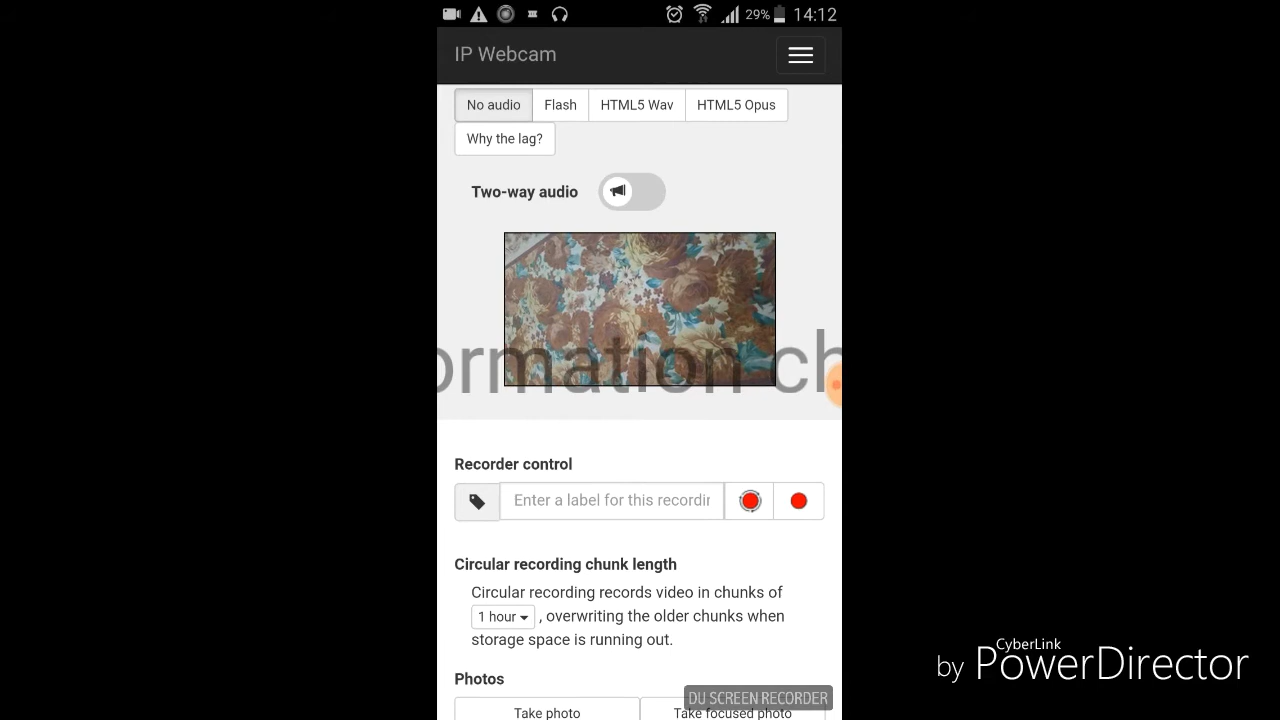 29% 14:12
IP Webcam
No audio Flash HTML5 Wav HTML5 Opus
Why the lag?
Two-way audio
ormation ch
Recorder control
Enter a label for this recordin
Circular recording chunk length
Circular recording records video in chunks of
1 hour , overwriting the older chunks when
storage space is running out.
Photos
Take photo Take focused photo
DU SCREEN RECORDER
by CyberLink
PowerDirector